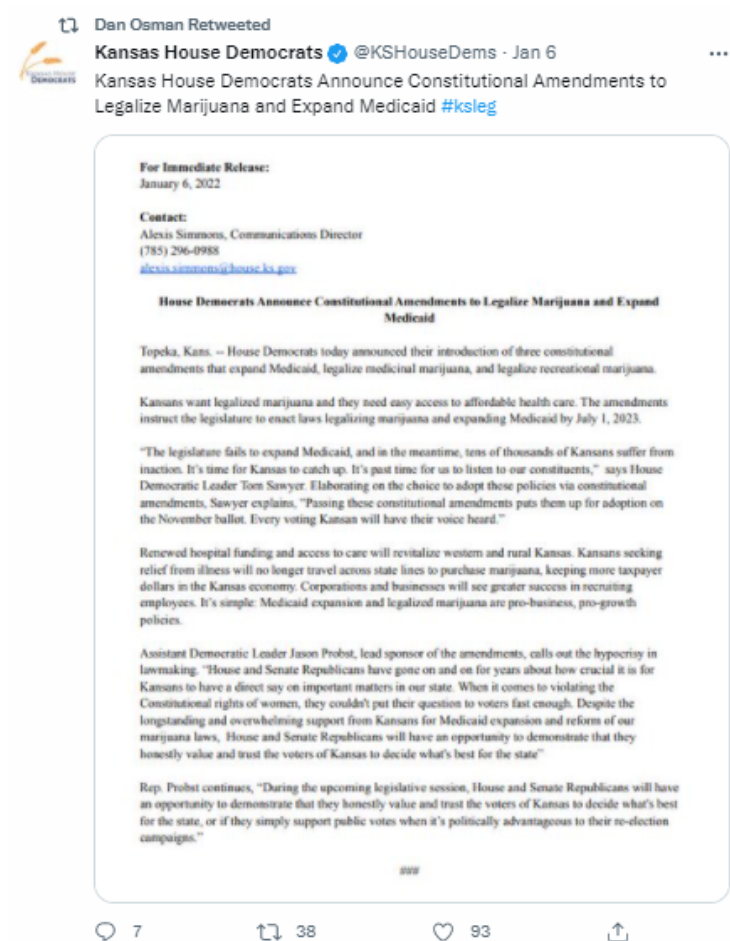 Dan Osman Retweeted
Kansas House Democrats @KSHouseDems · Jan 6
Kansas House Democrats Announce Constitutional Amendments to
Legalize Marijuana and Expand Medicaid #ksleg
For Immediate Release:
January 6, 2022
Contact:
Alexis Simmons, Communications Director
(785) 296-0988
alexis.simmons@house.ks.gov
House Democrats Announce Constitutional Amendments to Legalize Marijuana and Expand
Medicaid
Topeka, Kans. -- House Democrats today announced their introduction of three constitutional
amendments that expand Medicaid, legalize medicinal marijuana, and legalize recreational marijuana.
Kansans want legalized marijuana and they need easy access to affordable health care. The amendments
instruct the legislature to enact laws legalizing marijuana and expanding Medicaid by July 1, 2023.
"The legislature fails to expand Medicaid, and in the meantime, tens of thousands of Kansans suffer from
inaction. It's time for Kansas to catch up. It's past time for us to listen to our constituents," says House
Democratic Leader Tom Sawyer. Elaborating on the choice to adopt these policies via constitutional
amendments, Sawyer explains, "Passing these constitutional amendments puts them up for adoption on
the November ballot. Every voting Kansan will have their voice heard."
Renewed hospital funding and access to care will revitalize western and rural Kansas. Kansans seeking
relief from illness will no longer travel across state lines to purchase marijuana, keeping more taxpayer
dollars in the Kansas economy. Corporations and businesses will see greater success in recruiting
employees. It's simple: Medicaid expansion and legalized marijuana are pro-business, pro-growth
policies.
Assistant Democratic Leader Jason Probst, lead sponsor of the amendments, calls out the hypocrisy in
lawmaking. "House and Senate Republicans have gone on and on for years about how crucial it is for
Kansans to have a direct say on important matters in our state. When it comes to violating the
Constitutional rights of women, they couldn't put their question to voters fast enough. Despite the
longstanding and overwhelming support from Kansans for Medicaid expansion and reform of our
marijuana laws, House and Senate Republicans will have an opportunity to demonstrate that they
honestly value and trust the voters of Kansas to decide what's best for the state"
Rep. Probst continues, "During the upcoming legislative session, House and Senate Republicans will have
an opportunity to demonstrate that they honestly value and trust the voters of Kansas to decide what's best
for the state, or if they simply support public votes when it's politically advantageous to their re-election
campaigns."
###
7 38 93